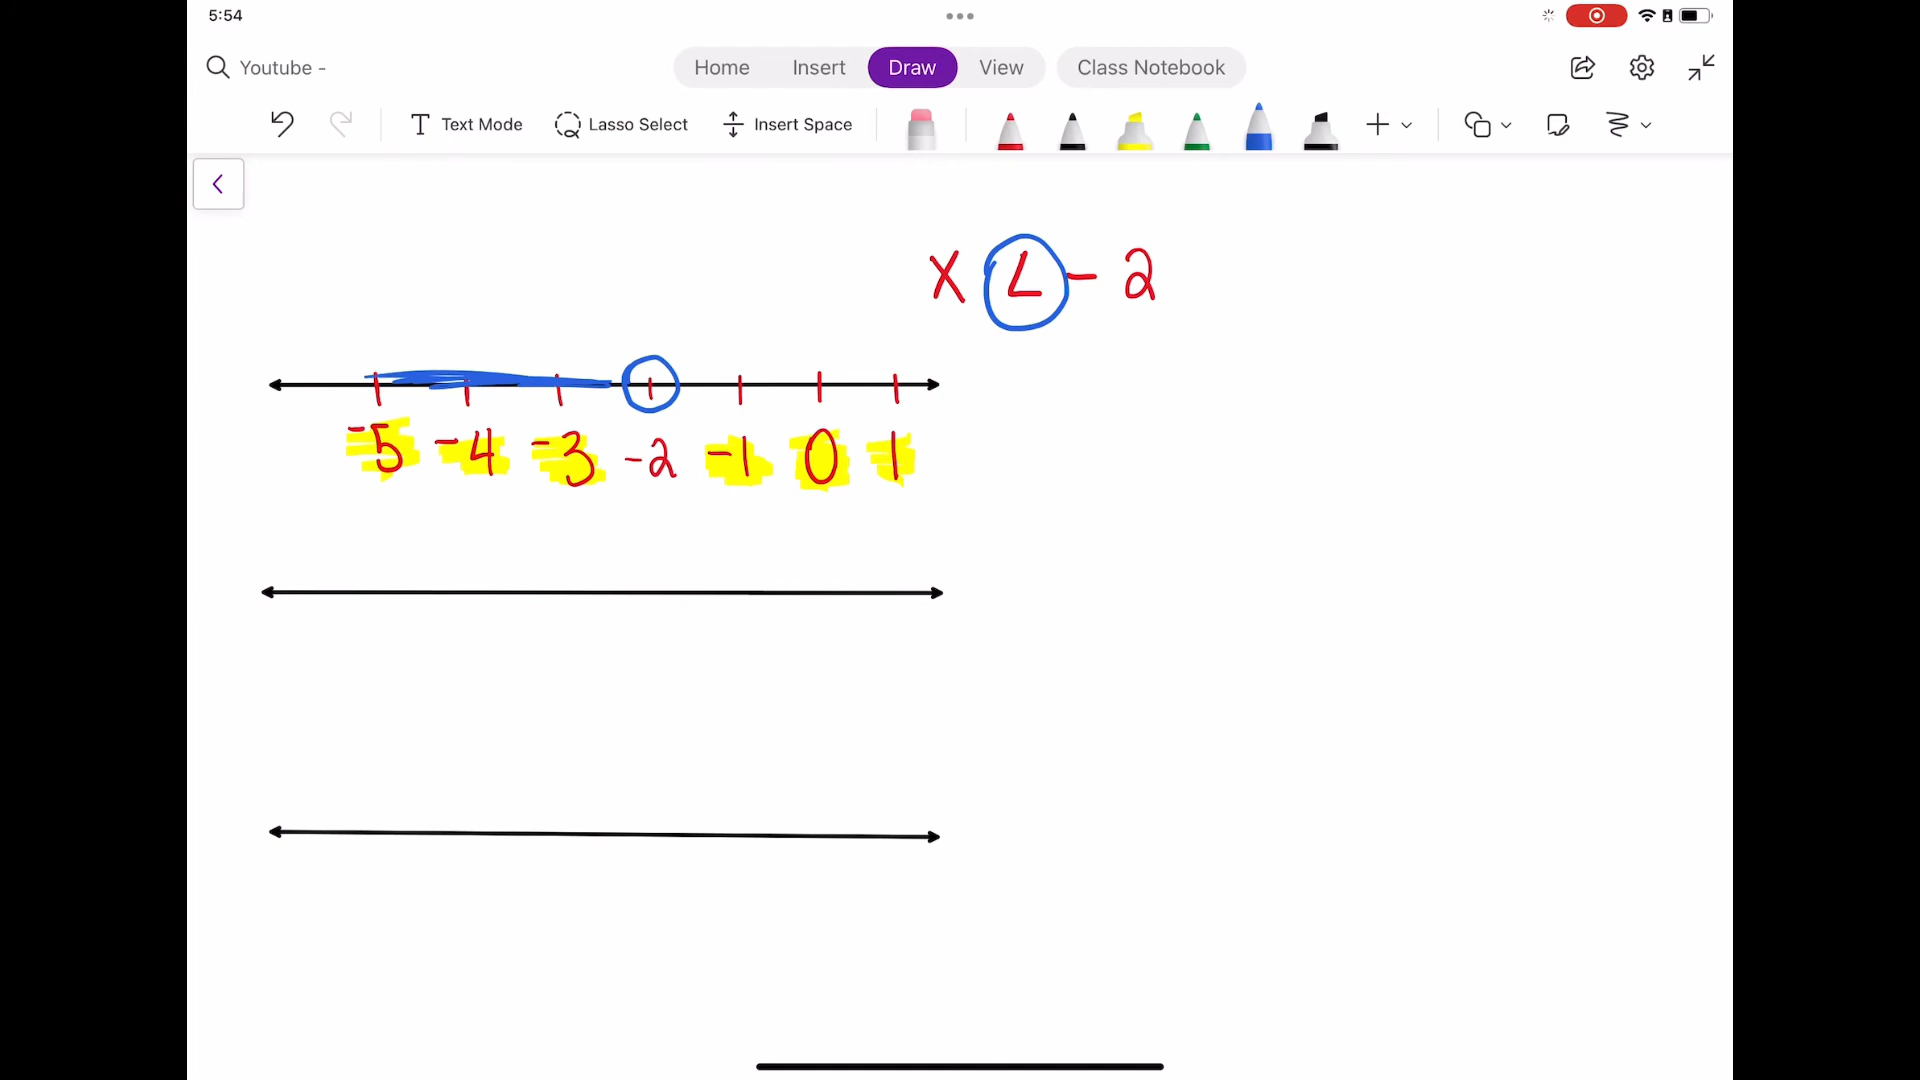 5:54
Youtube -
Home Insert Draw View Class Notebook
Text Mode Lasso Select Insert Space
X < - 2
-5 -4 -3 -2 -1 0 1